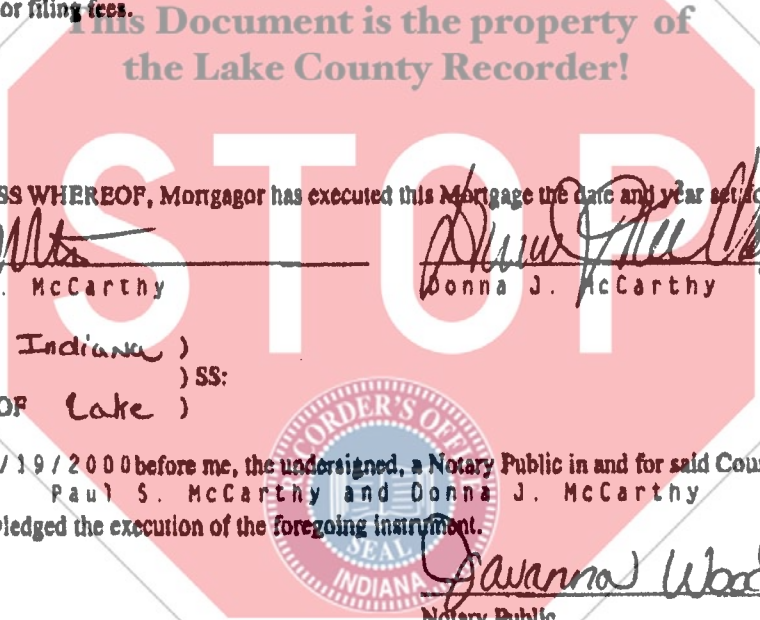 or filing fees.
This Document is the property of
the Lake County Recorder!
STOP
SS WHEREOF, Mortgagor has executed this Mortgage the date and year set fo
. McCarthy Donna J. McCarthy
Indiana )
) SS:
OF Lake )
/19/2000 before me, the undersigned, a Notary Public in and for said Cou
Paul S. McCarthy and Donna J. McCarthy
ledged the execution of the foregoing instrument.
RECORDER'S OFFICE
SEAL
INDIANA
Savanna Wood
Notary Public